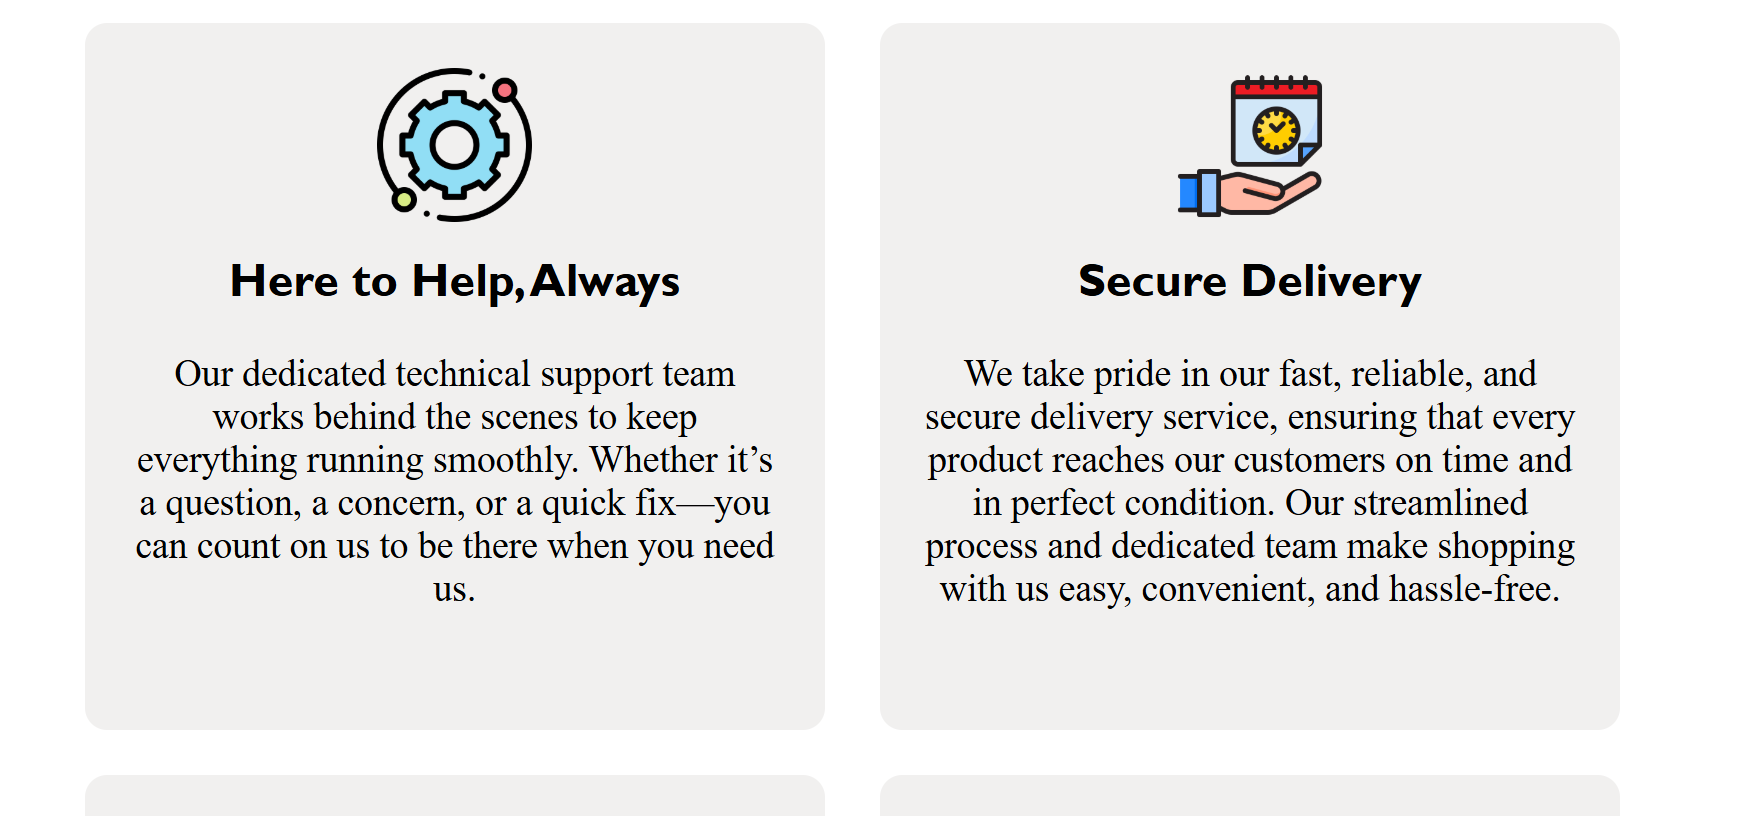 Here to Help, Always
Our dedicated technical support team
works behind the scenes to keep
everything running smoothly. Whether it’s
a question, a concern, or a quick fix—you
can count on us to be there when you need
us.
Secure Delivery
We take pride in our fast, reliable, and
secure delivery service, ensuring that every
product reaches our customers on time and
in perfect condition. Our streamlined
process and dedicated team make shopping
with us easy, convenient, and hassle-free.